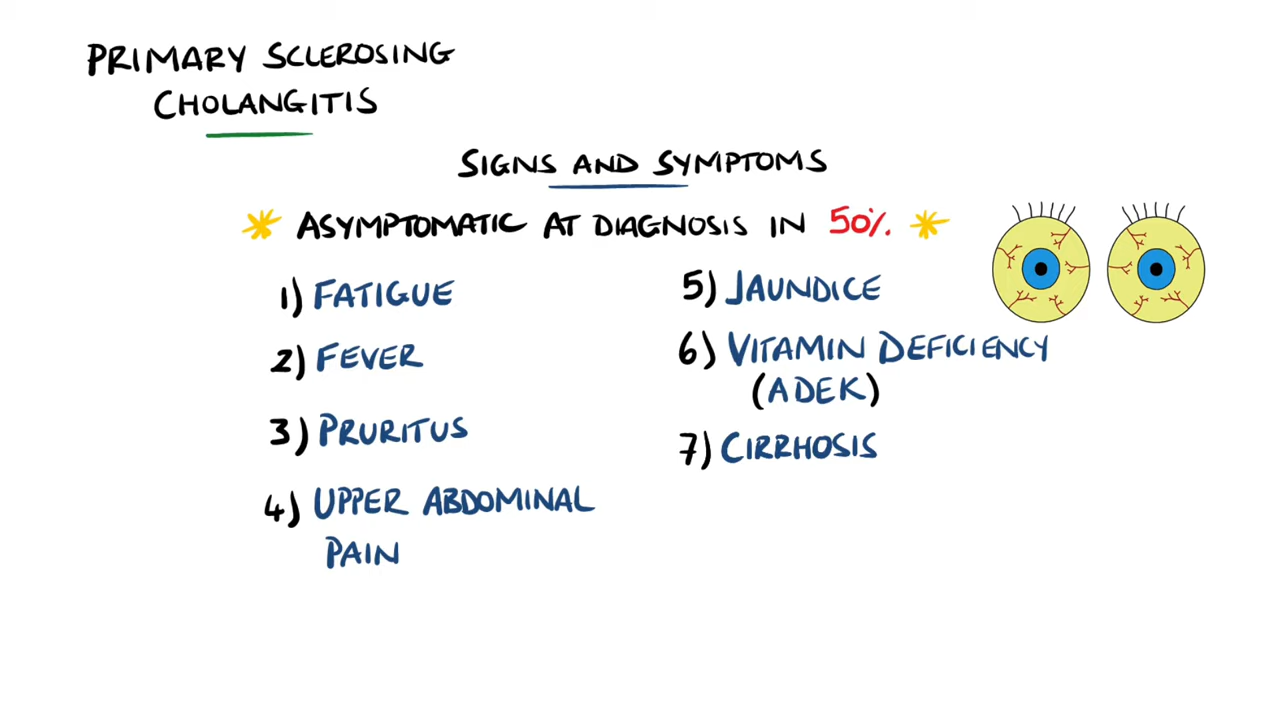 PRIMARY SCLEROSING
CHOLANGITIS
SIGNS AND SYMPTOMS
* ASYMPTOMATIC AT DIAGNOSIS IN 50% *
1) FATIGUE
2) FEVER
3) PRURITUS
4) UPPER ABDOMINAL
PAIN
5) JAUNDICE
6) VITAMIN DEFICIENCY
(ADEK)
7) CIRRHOSIS